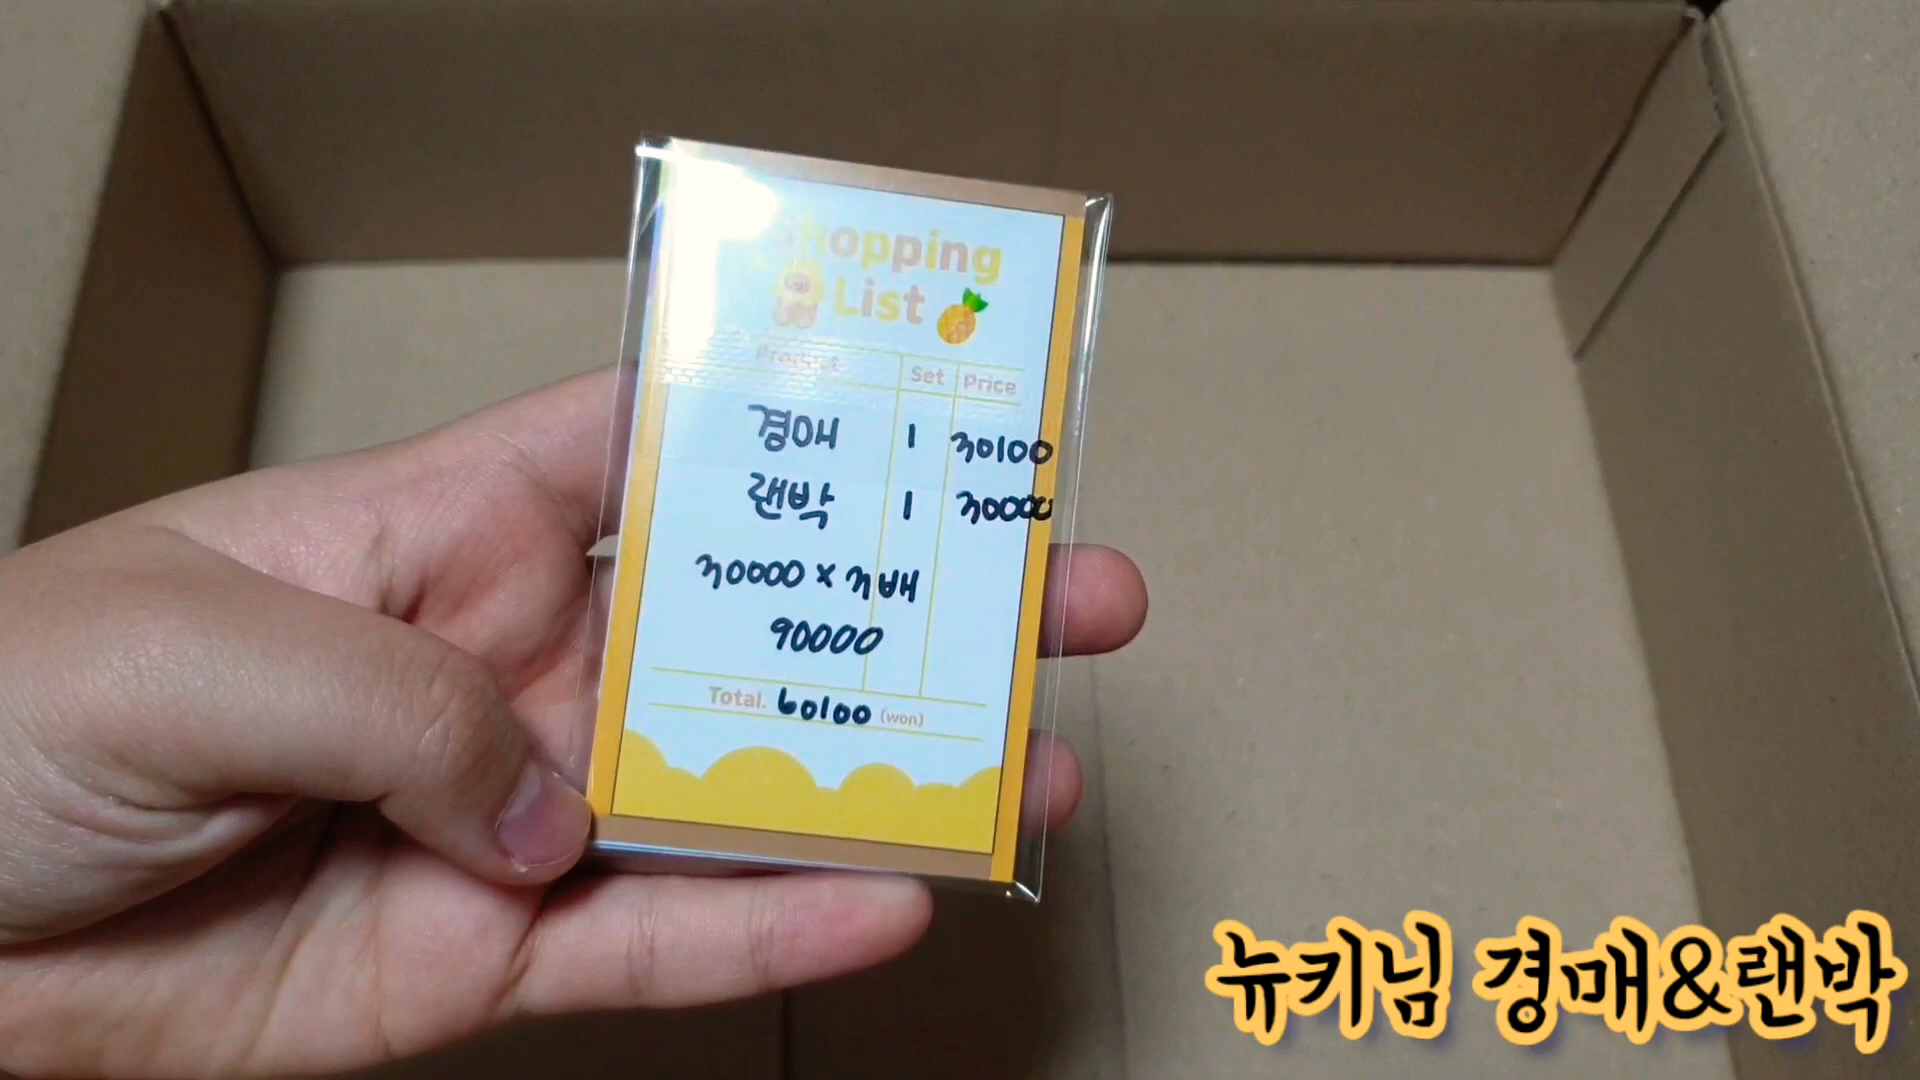 Shopping
List
Product Set Price
경매 1 30100
랜박 1 30000
30000 x 3배
90000
Total. 60100 (won)
뉴키님 경매&랜박